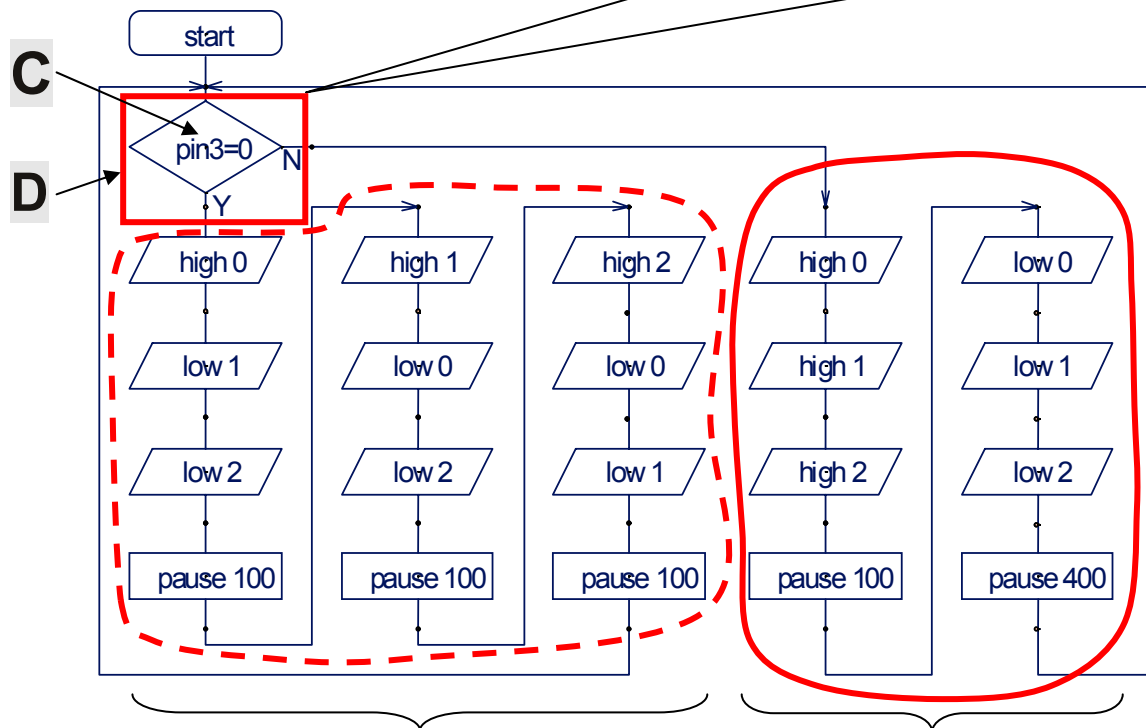 start
C
pin3=0
N
D
Y
high 0
low 1
low 2
pause 100
high 1
low 0
low 2
pause 100
high 2
low 0
low 1
pause 100
high 0
high 1
high 2
pause 100
low 0
low 1
low 2
pause 400